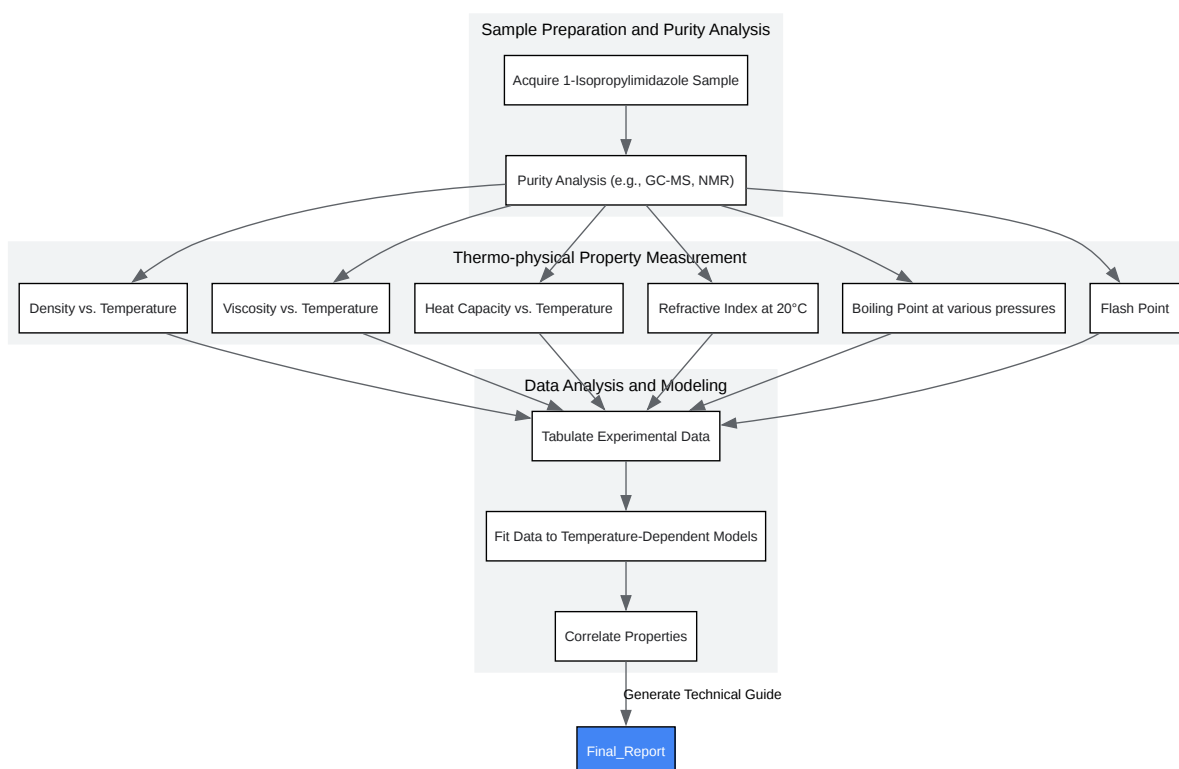 Sample Preparation and Purity Analysis
Acquire 1-Isopropylimidazole Sample
Purity Analysis (e.g., GC-MS, NMR)
Thermo-physical Property Measurement
Density vs. Temperature
Viscosity vs. Temperature
Heat Capacity vs. Temperature
Refractive Index at 20°C
Boiling Point at various pressures
Flash Point
Data Analysis and Modeling
Tabulate Experimental Data
Fit Data to Temperature-Dependent Models
Correlate Properties
Generate Technical Guide
Final_Report